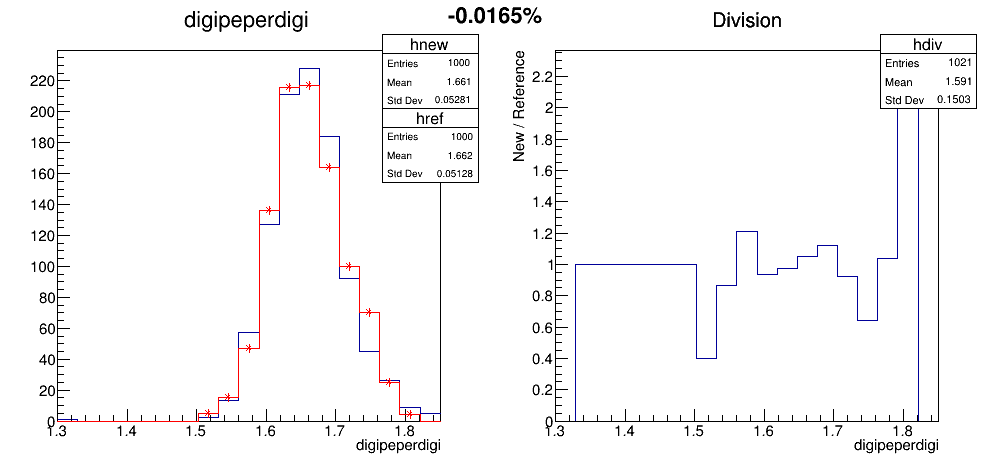 digipeperdigi
-0.0165%
Division
hnew
Entries 1000
Mean 1.661
Std Dev 0.05281
href
Entries 1000
Mean 1.662
Std Dev 0.05128
220
200
180
160
140
120
100
80
60
40
20
0
1.3 1.4 1.5 1.6 1.7 1.8
digipeperdigi
hdiv
Entries 1021
Mean 1.591
Std Dev 0.1503
New / Reference
2.2
2
1.8
1.6
1.4
1.2
1
0.8
0.6
0.4
0.2
0
1.3 1.4 1.5 1.6 1.7 1.8
digipeperdigi